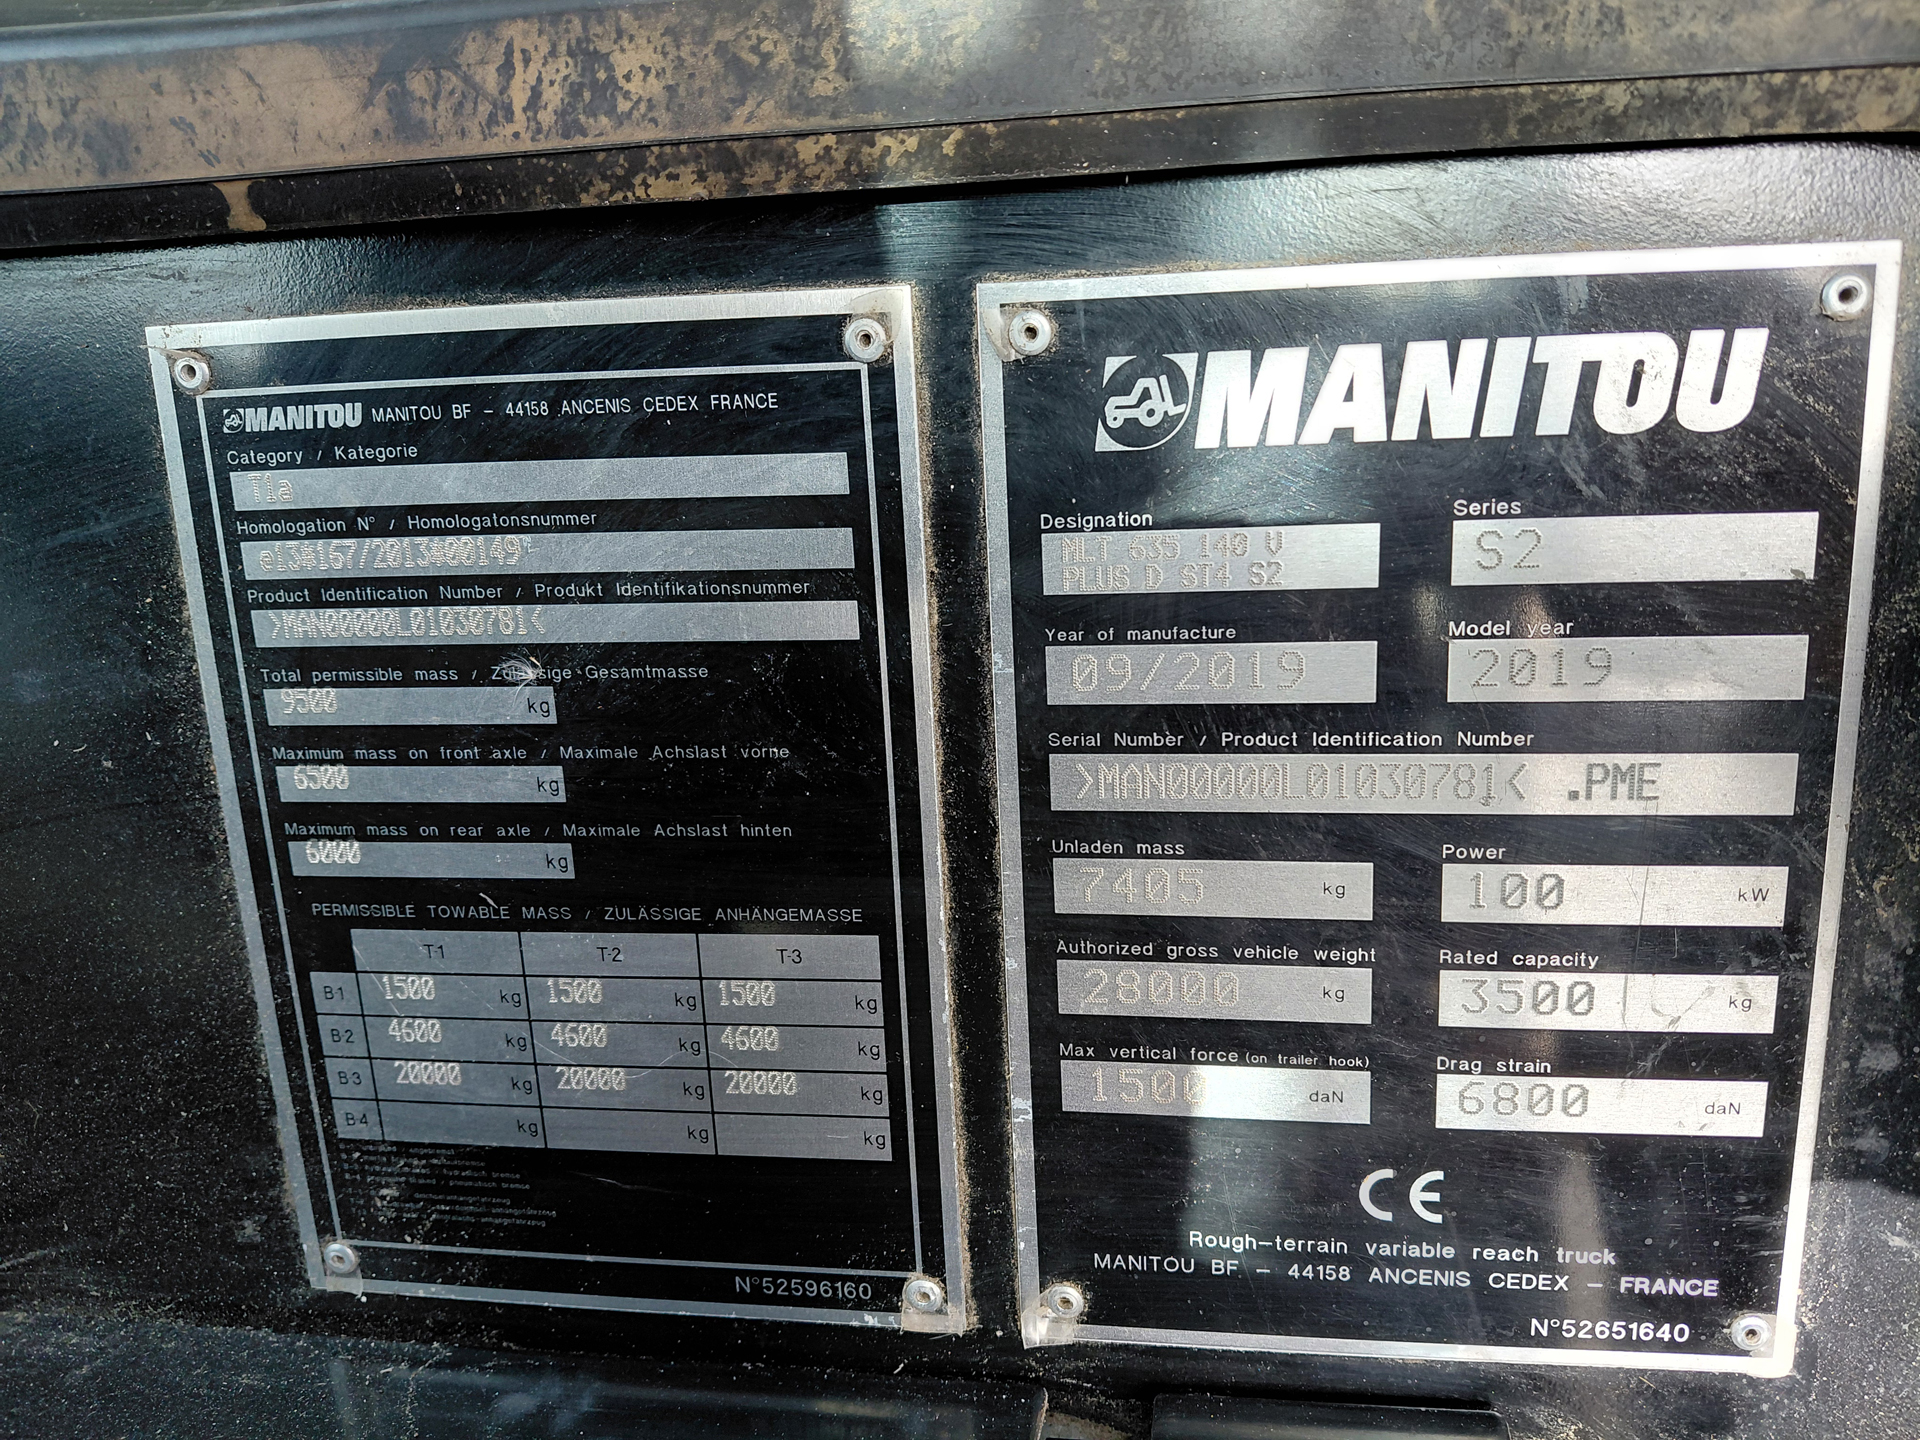 MANITOU MANITOU BF - 44158 ANCENIS CEDEX FRANCE
Category / Kategorie
T1a
Homologation N° / Homologatonsnummer
e13*167/2013*00149*
Product Identification Number / Produkt Identifikationsnummer
>MAN00000L01030781<
Total permissible mass / Zulässige Gesamtmasse
9500 kg
Maximum mass on front axle / Maximale Achslast vorne
6500 kg
Maximum mass on rear axle / Maximale Achslast hinten
6000 kg
PERMISSIBLE TOWABLE MASS / ZULÄSSIGE ANHÄNGEMASSE
T-1 T-2 T-3
B-1 1500 kg 1500 kg 1500 kg
B-2 4600 kg 4600 kg 4600 kg
B-3 20000 kg 20000 kg 20000 kg
B-4 kg kg kg
N°52596160
MANITOU
Designation Series
MLT 635 140 V S2
PLUS D ST4 S2
Year of manufacture Model year
09/2019 2019
Serial Number / Product Identification Number
>MAN00000L01030781< .PME
Unladen mass Power
7405 kg 100 kW
Authorized gross vehicle weight Rated capacity
28000 kg 3500 kg
Max vertical force (on trailer hook) Drag strain
1500 daN 6800 daN
CE
Rough-terrain variable reach truck
MANITOU BF - 44158 ANCENIS CEDEX - FRANCE
N°52651640